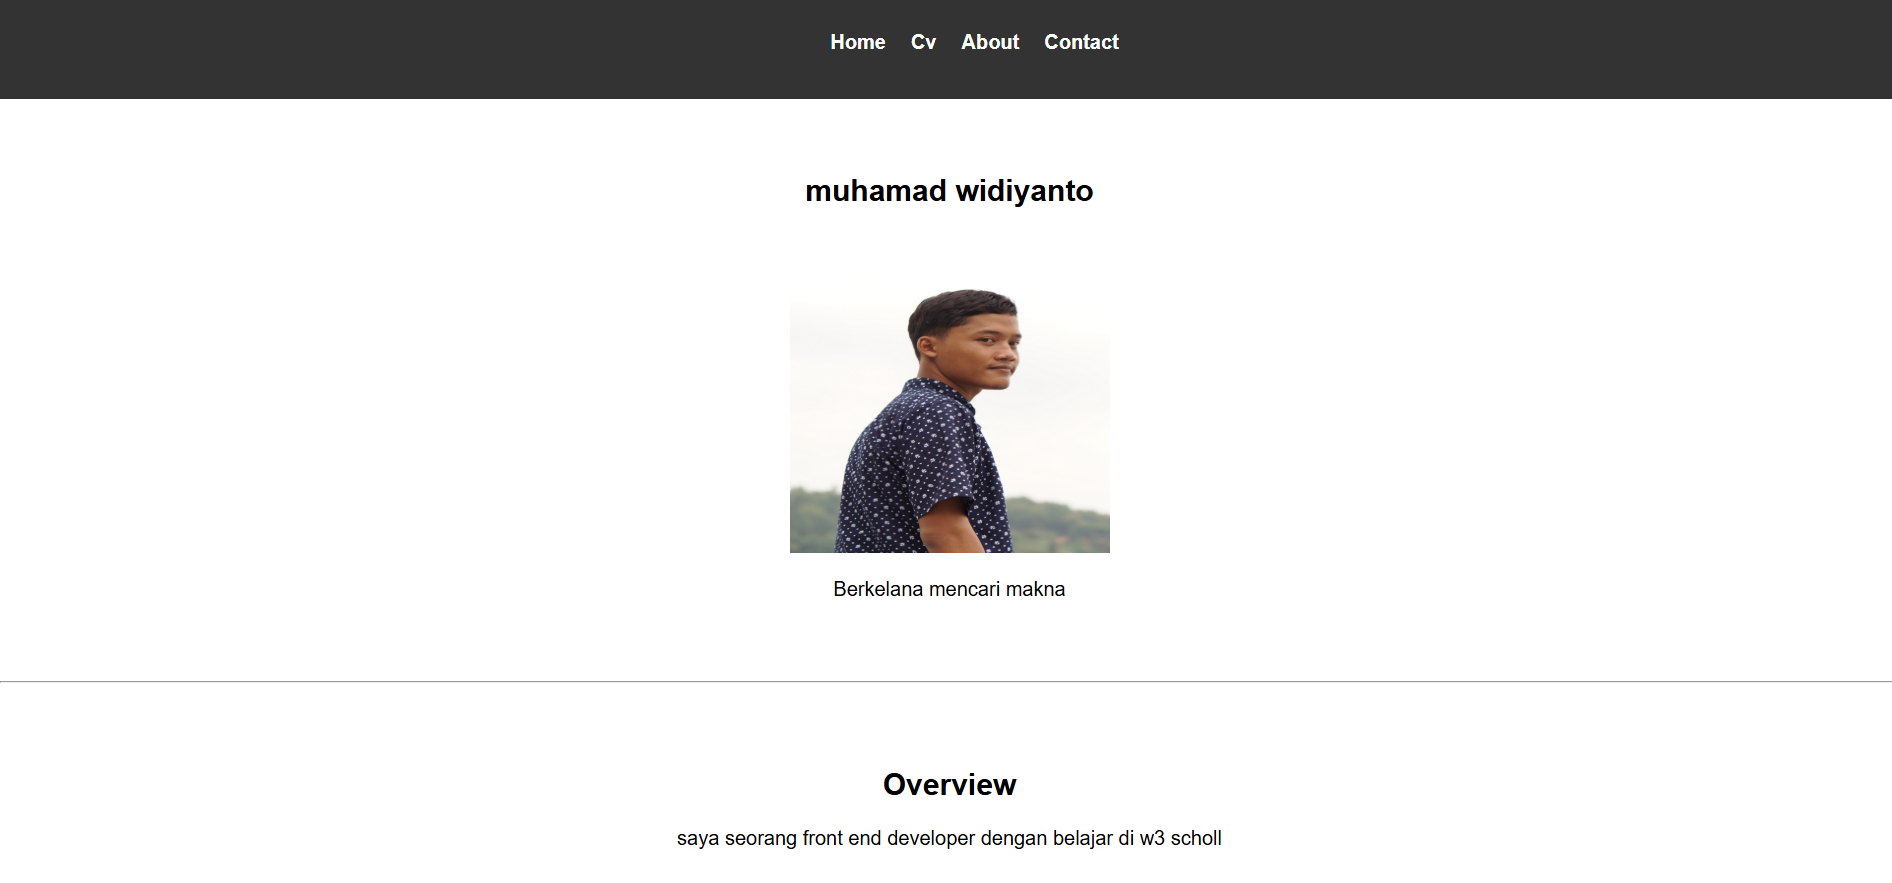 Home Cv About Contact
muhamad widiyanto
Berkelana mencari makna
Overview
saya seorang front end developer dengan belajar di w3 scholl